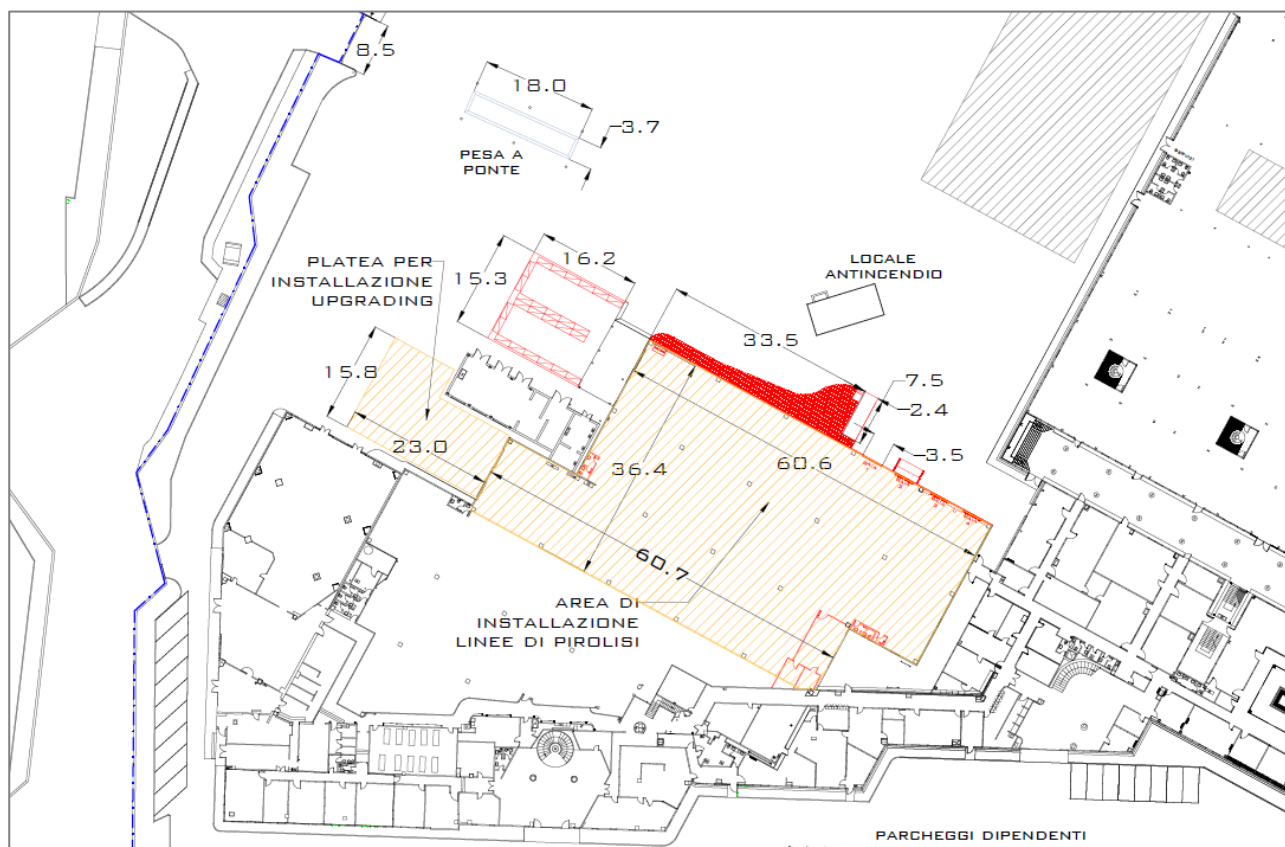 8.5
18.0
3.7
PESA A
PONTE
PLATEA PER
INSTALLAZIONE
UPGRADING
16.2
15.3
LOCALE
ANTINCENDIO
33.5
15.8
7.5
2.4
3.5
23.0
36.4
60.6
60.7
AREA DI
INSTALLAZIONE
LINEE DI PIROLISI
PARCHEGGI DIPENDENTI